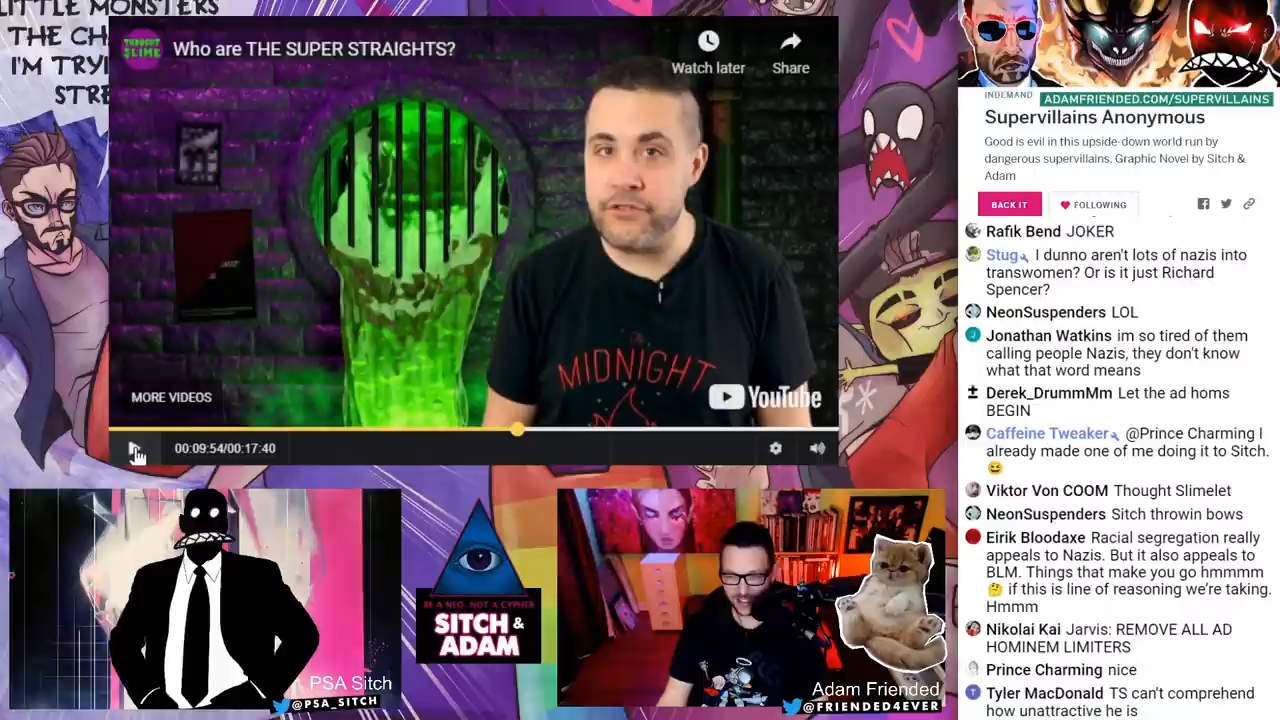 LITTLE MONSTERS
THE CH
I'M TRYI
STRE
THOUGHT
SLIME
Who are THE SUPER STRAIGHTS?
Watch later
Share
MIDNIGHT
MORE VIDEOS
YouTube
00:09:54/00:17:40
BE A NEO, NOT A CYPHER
SITCH &
ADAM
PSA Sitch
@PSA_SITCH
Adam Friended
@FRIENDED4EVER
INDEMAND
ADAMFRIENDED.COM/SUPERVILLAINS
Supervillains Anonymous
Good is evil in this upside-down world run by
dangerous supervillains. Graphic Novel by Sitch &
Adam
BACK IT
FOLLOWING
Rafik Bend JOKER
Stug I dunno aren't lots of nazis into
transwomen? Or is it just Richard
Spencer?
NeonSuspenders LOL
Jonathan Watkins im so tired of them
calling people Nazis, they don't know
what that word means
Derek_DrummMm Let the ad homs
BEGIN
Caffeine Tweaker @Prince Charming I
already made one of me doing it to Sitch.
😆
Viktor Von COOM Thought Slimelet
NeonSuspenders Sitch throwin bows
Eirik Bloodaxe Racial segregation really
appeals to Nazis. But it also appeals to
BLM. Things that make you go hmmmm
🤔 if this is line of reasoning we're taking.
Hmmm
Nikolai Kai Jarvis: REMOVE ALL AD
HOMINEM LIMITERS
Prince Charming nice
Tyler MacDonald TS can't comprehend
how unattractive he is